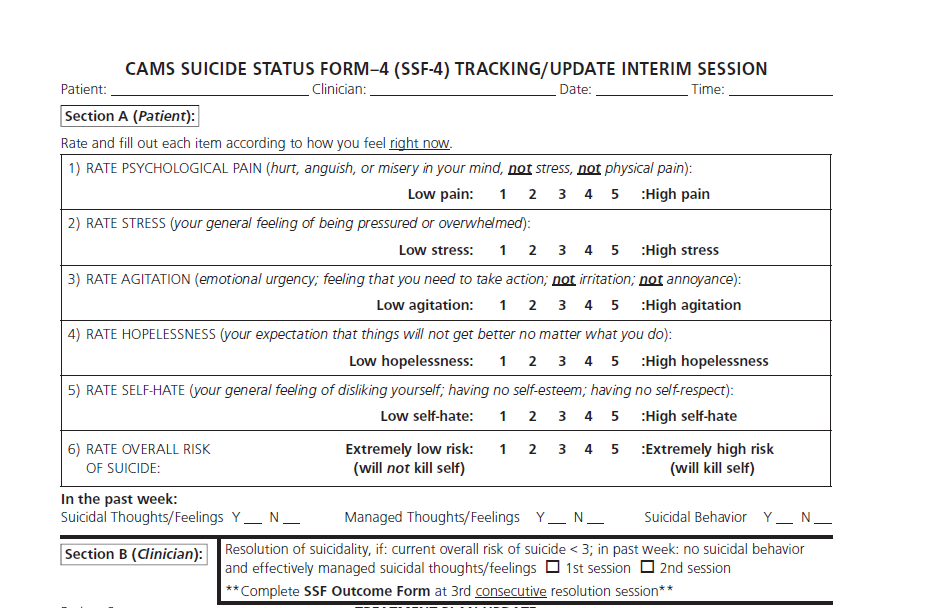 CAMS SUICIDE STATUS FORM–4 (SSF-4) TRACKING/UPDATE INTERIM SESSION
Patient: ____ Clinician: ____ Date: ____ Time: ____
Section A (Patient):
Rate and fill out each item according to how you feel right now.
1) RATE PSYCHOLOGICAL PAIN (hurt, anguish, or misery in your mind, not stress, not physical pain):
Low pain: 1 2 3 4 5 :High pain
2) RATE STRESS (your general feeling of being pressured or overwhelmed):
Low stress: 1 2 3 4 5 :High stress
3) RATE AGITATION (emotional urgency; feeling that you need to take action; not irritation; not annoyance):
Low agitation: 1 2 3 4 5 :High agitation
4) RATE HOPELESSNESS (your expectation that things will not get better no matter what you do):
Low hopelessness: 1 2 3 4 5 :High hopelessness
5) RATE SELF-HATE (your general feeling of disliking yourself; having no self-esteem; having no self-respect):
Low self-hate: 1 2 3 4 5 :High self-hate
6) RATE OVERALL RISK Extremely low risk: 1 2 3 4 5 :Extremely high risk
OF SUICIDE: (will not kill self) (will kill self)
In the past week:
Suicidal Thoughts/Feelings Y __ N __ Managed Thoughts/Feelings Y __ N __ Suicidal Behavior Y __ N __
Section B (Clinician):
Resolution of suicidality, if: current overall risk of suicide < 3; in past week: no suicidal behavior
and effectively managed suicidal thoughts/feelings ☐ 1st session ☐ 2nd session
**Complete SSF Outcome Form at 3rd consecutive resolution session**